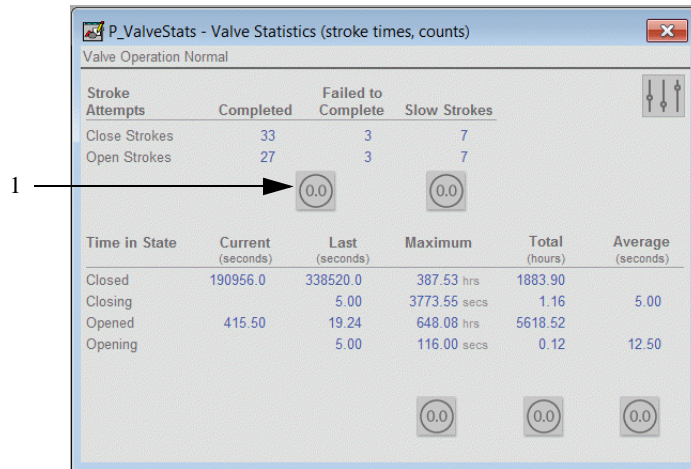 P_ValveStats - Valve Statistics (stroke times, counts)
Valve Operation Normal
Stroke Attempts Completed Failed to Complete Slow Strokes
Close Strokes 33 3 7
Open Strokes 27 3 7
1
0.0 0.0
Time in State Current (seconds) Last (seconds) Maximum Total (hours) Average (seconds)
Closed 190956.0 338520.0 387.53 hrs 1883.90
Closing 5.00 3773.55 secs 1.16 5.00
Opened 415.50 19.24 648.08 hrs 5618.52
Opening 5.00 116.00 secs 0.12 12.50
0.0 0.0 0.0